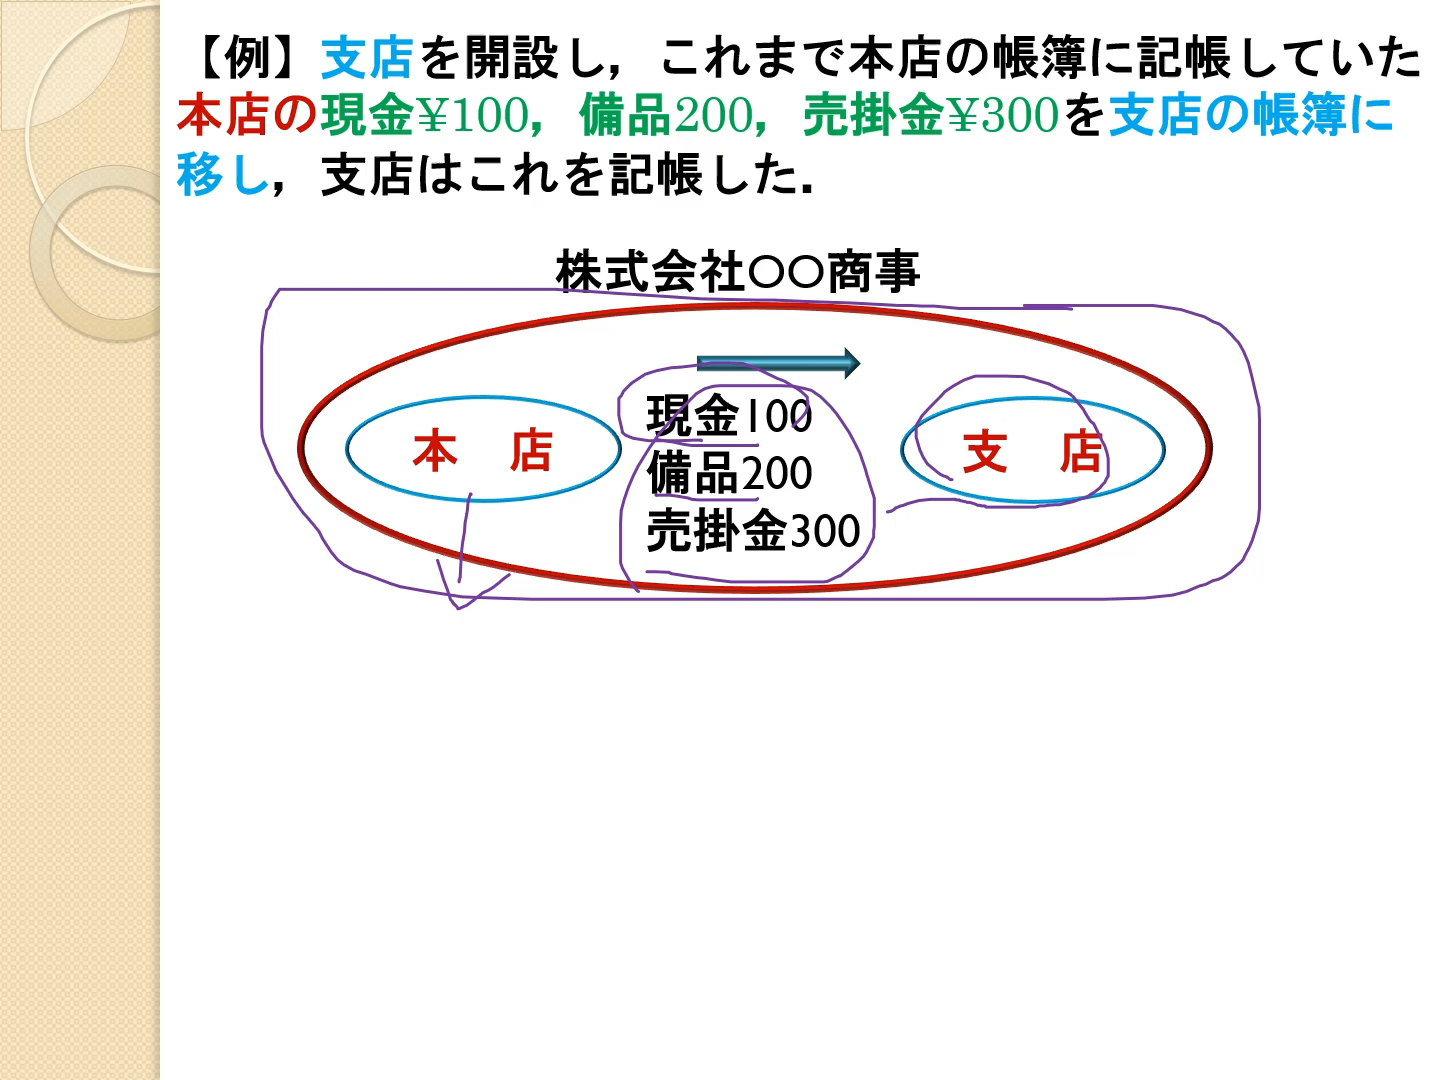 【例】支店を開設し，これまで本店の帳簿に記帳していた
本店の現金¥100，備品200，売掛金¥300を支店の帳簿に
移し，支店はこれを記帳した．
株式会社○○商事
現金100
本　店
備品200
支　店
売掛金300